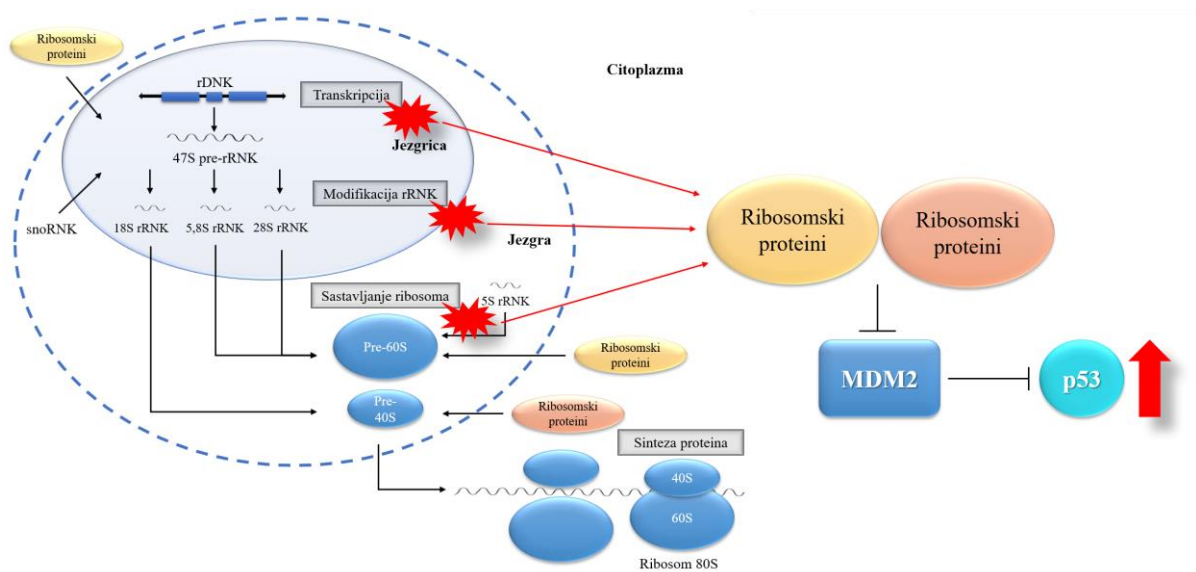 Ribosomski
proteini
Citoplazma
rDNK
Transkripcija
Jezgrica
47S pre-rRNK
Modifikacija rRNK
snoRNK
18S rRNK
5,8S rRNK
28S rRNK
Jezgra
Ribosomski
proteini
Ribosomski
proteini
Sastavljanje ribosoma
5S rRNK
Pre-60S
Ribosomski
proteini
MDM2
p53
Pre-
40S
Ribosomski
proteini
Sinteza proteina
40S
60S
Ribosom 80S